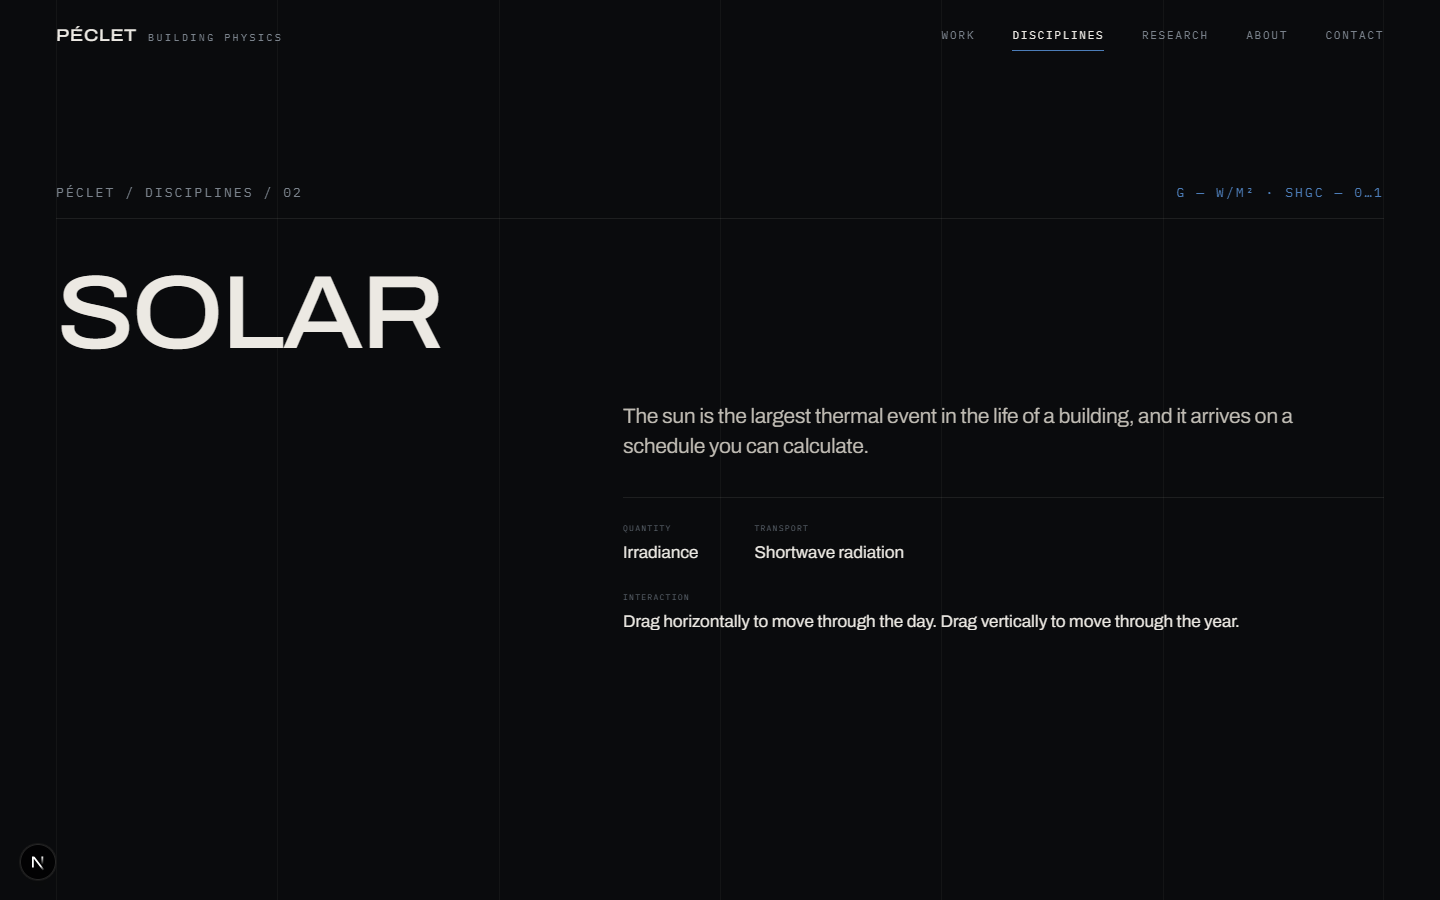 PÉCLET BUILDING PHYSICS
WORK DISCIPLINES RESEARCH ABOUT CONTACT
PÉCLET / DISCIPLINES / 02
G — W/M² · SHGC — 0…1
SOLAR
The sun is the largest thermal event in the life of a building, and it arrives on a
schedule you can calculate.
QUANTITY TRANSPORT
Irradiance Shortwave radiation
INTERACTION
Drag horizontally to move through the day. Drag vertically to move through the year.
N